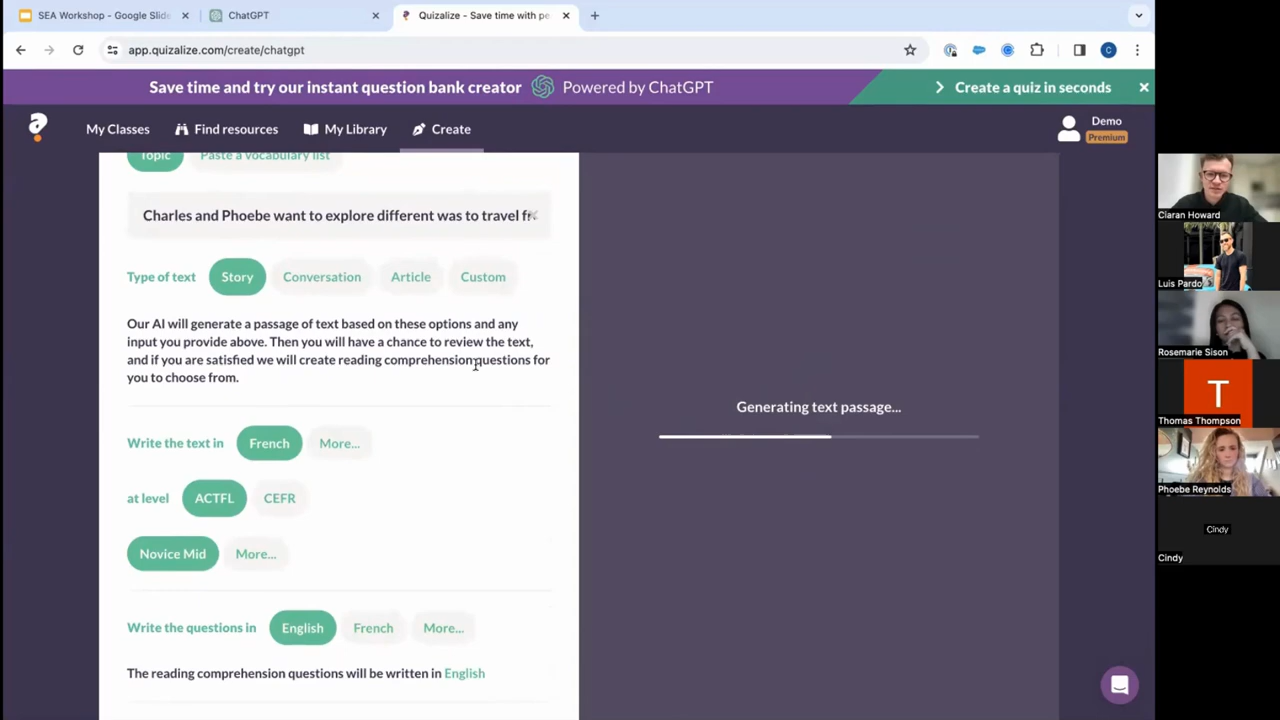 SEA Workshop - Google Slide
ChatGPT
Quizalize - Save time with pe
app.quizalize.com/create/chatgpt
Save time and try our instant question bank creator Powered by ChatGPT
Create a quiz in seconds
My Classes Find resources My Library Create
Demo
Premium
Topic Paste a vocabulary list
Charles and Phoebe want to explore different was to travel
Type of text Story Conversation Article Custom
Our AI will generate a passage of text based on these options and any
input you provide above. Then you will have a chance to review the text,
and if you are satisfied we will create reading comprehension questions for
you to choose from.
Write the text in French More...
at level ACTFL CEFR
Novice Mid More...
Write the questions in English French More...
The reading comprehension questions will be written in English
Generating text passage...
Ciaran Howard
Luis Pardo
Rosemarie Sison
T
Thomas Thompson
Phoebe Reynolds
Cindy
Cindy